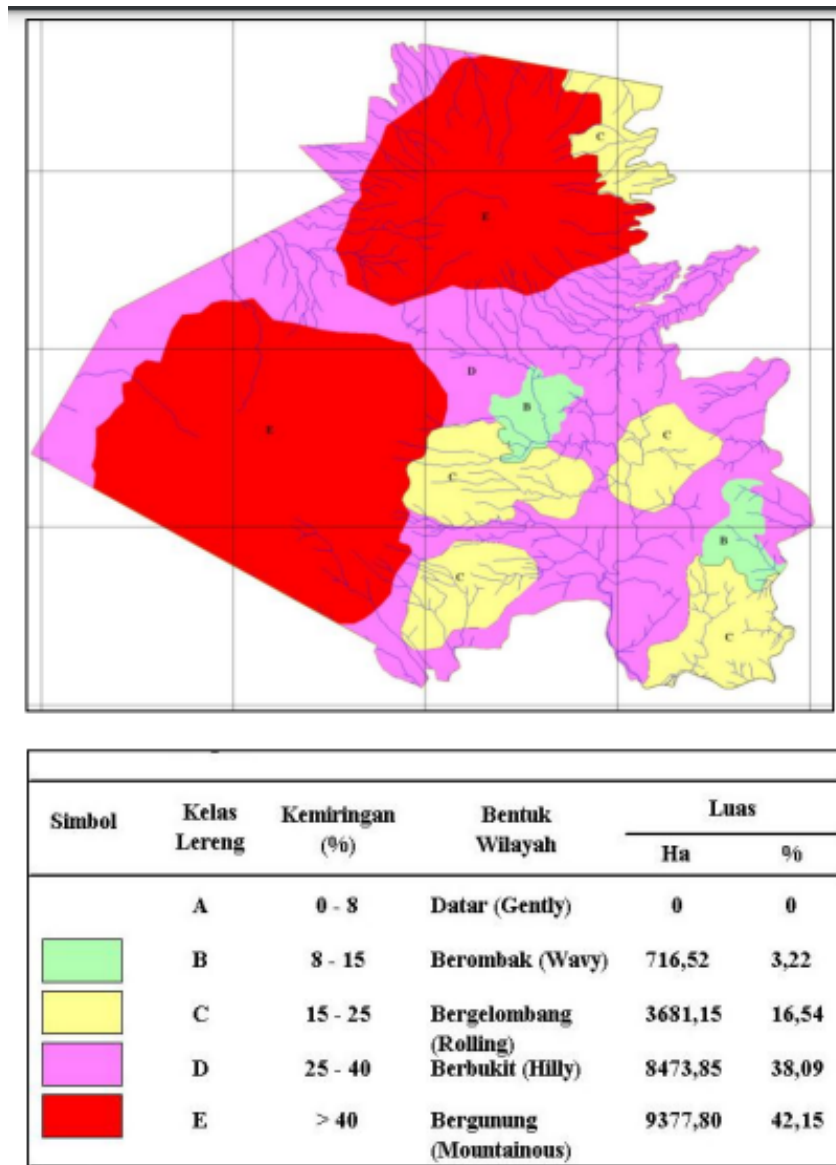 C
E
D
B
E
C
C
B
C
C
Simbol Kelas Lereng Kemiringan (%) Bentuk Wilayah Luas
Ha %
A 0 - 8 Datar (Gently) 0 0
B 8 - 15 Berombak (Wavy) 716,52 3,22
C 15 - 25 Bergelombang (Rolling) 3681,15 16,54
D 25 - 40 Berbukit (Hilly) 8473,85 38,09
E > 40 Bergunung (Mountainous) 9377,80 42,15